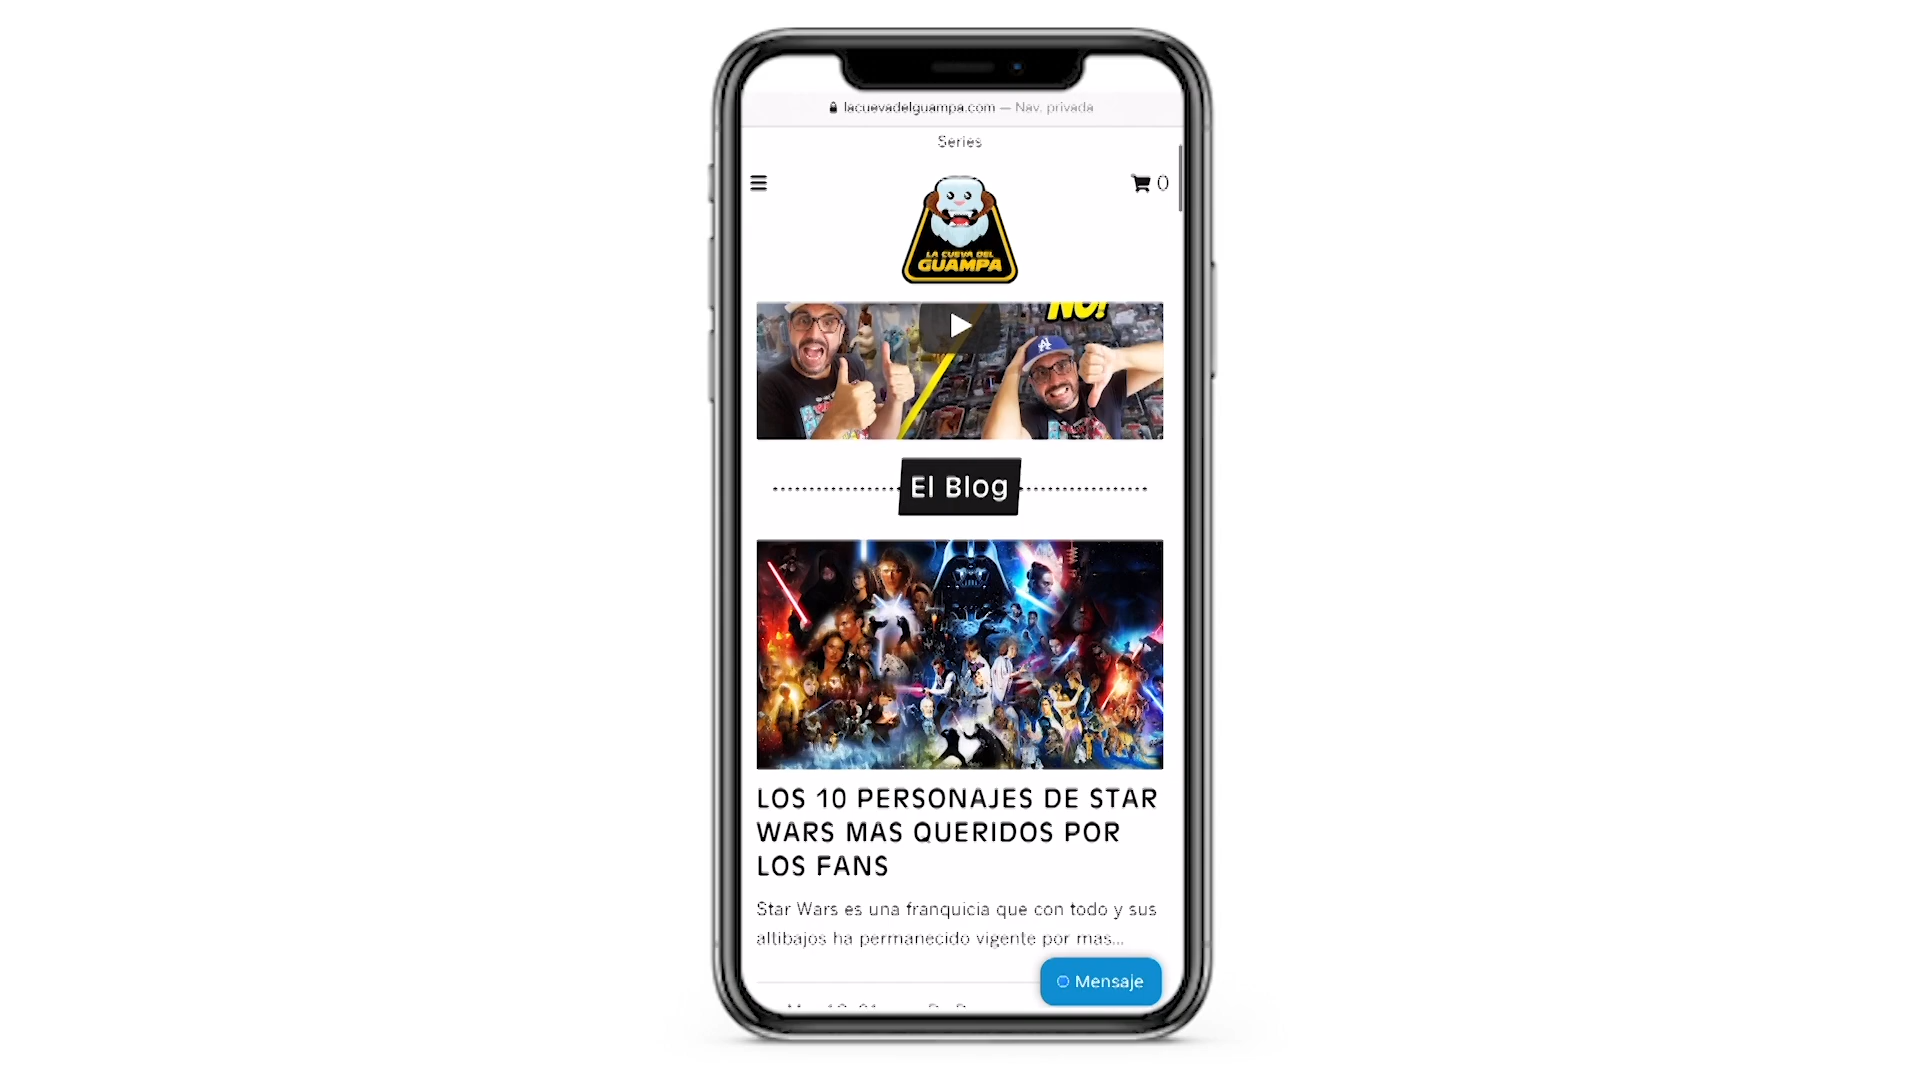 lacuevadelguampa.com — Nav. privada
Series
0
LA CUEVA DEL
GUAMPA
NO!
El Blog
LOS 10 PERSONAJES DE STAR
WARS MAS QUERIDOS POR
LOS FANS
Star Wars es una franquicia que con todo y sus
altibajos ha permanecido vigente por mas...
Mensaje